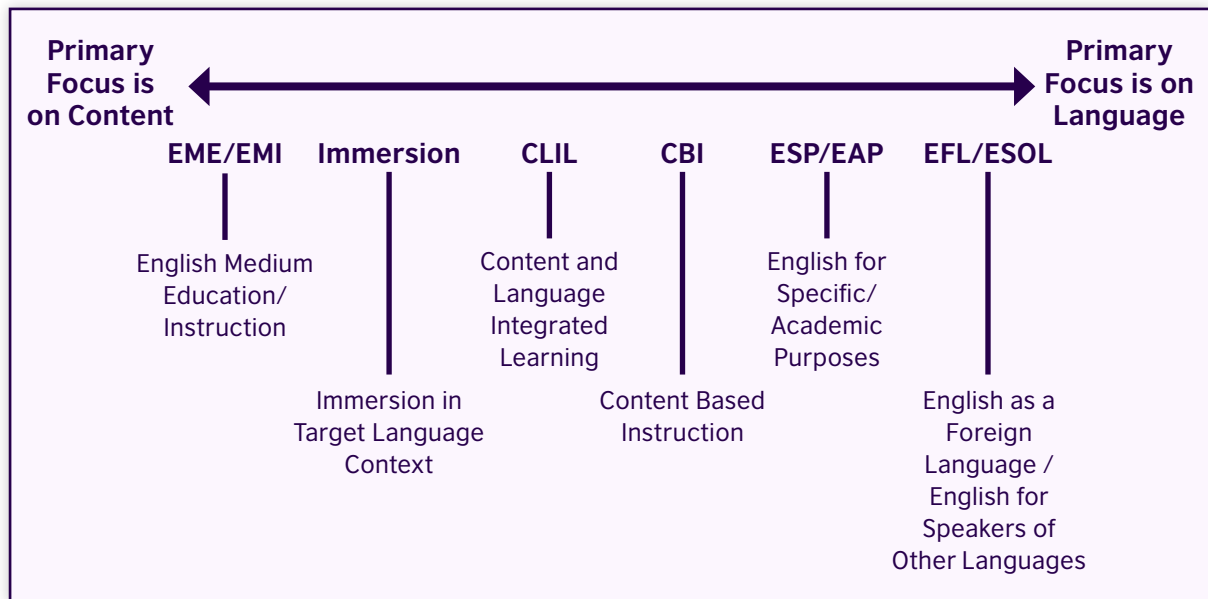 Primary
Focus is
on Content
Primary
Focus is on
Language
EME/EMI
Immersion
CLIL
CBI
ESP/EAP
EFL/ESOL
English Medium
Education/
Instruction
Immersion in
Target Language
Context
Content and
Language
Integrated
Learning
Content Based
Instruction
English for
Specific/
Academic
Purposes
English as a
Foreign
Language /
English for
Speakers of
Other Languages